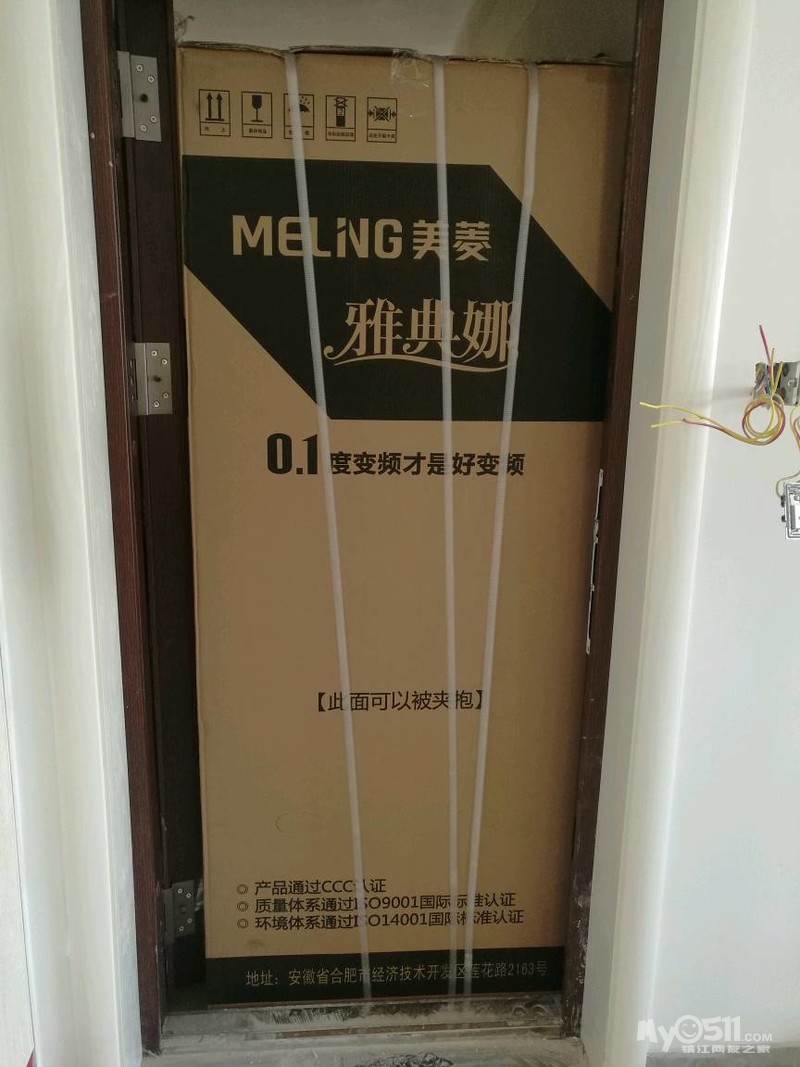 向上
MELING美菱
雅典娜
0.1度变频才是好变频
【此面可以被夹抱】
◎ 产品通过CCC认证
◎ 质量体系通过ISO9001国际标准认证
◎ 环境体系通过ISO14001国际标准认证
地址：安徽省合肥市经济技术开发区莲花路2163号
My0511.COM
镇江网友之家